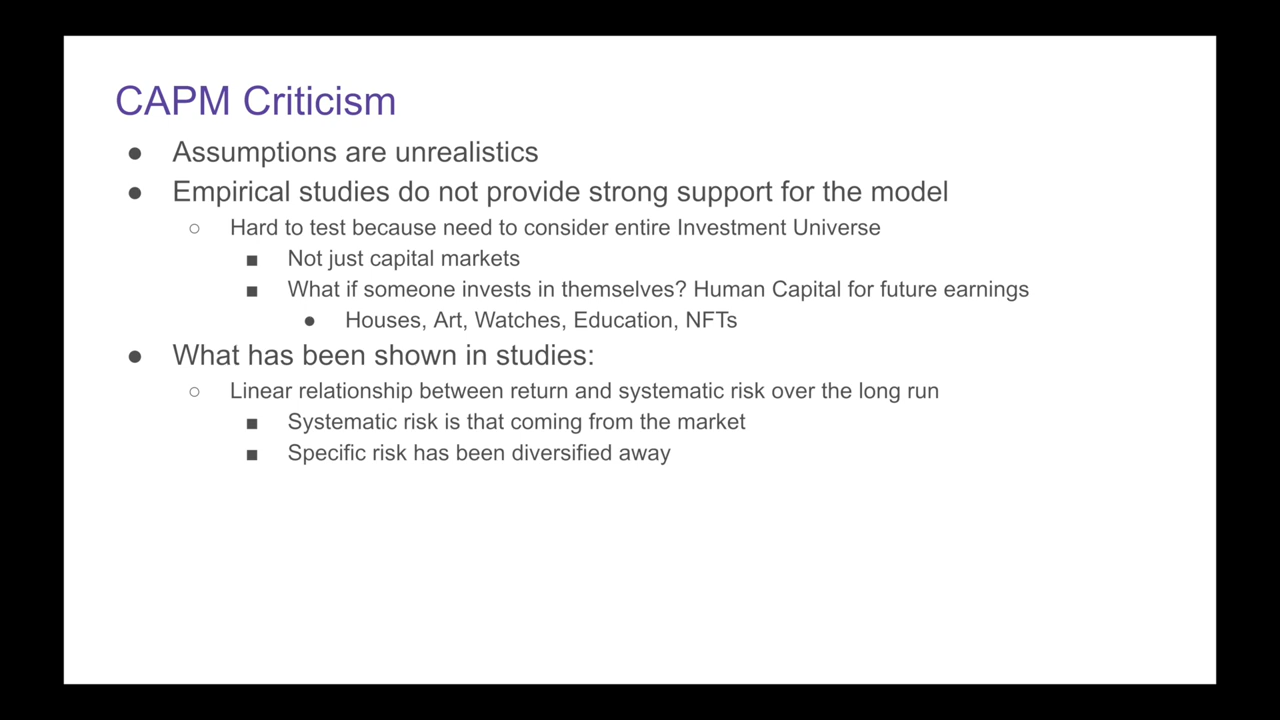 CAPM Criticism
● Assumptions are unrealistics
● Empirical studies do not provide strong support for the model
○ Hard to test because need to consider entire Investment Universe
■ Not just capital markets
■ What if someone invests in themselves? Human Capital for future earnings
● Houses, Art, Watches, Education, NFTs
● What has been shown in studies:
○ Linear relationship between return and systematic risk over the long run
■ Systematic risk is that coming from the market
■ Specific risk has been diversified away